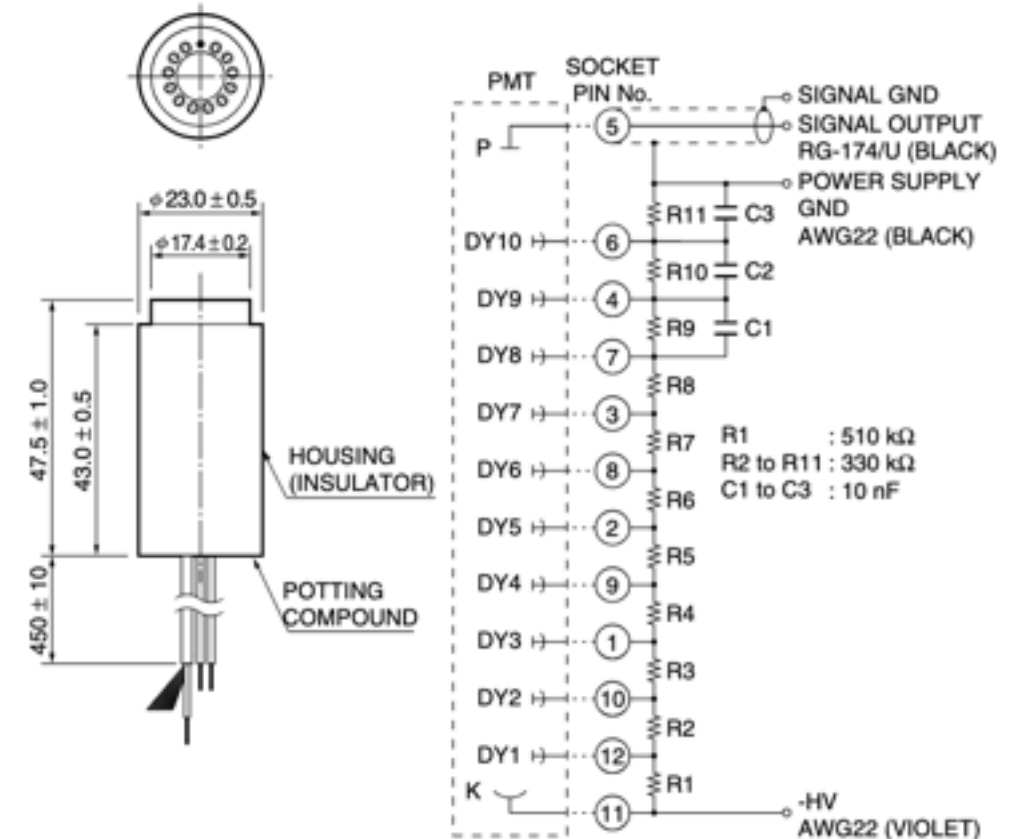 φ23.0 ± 0.5
φ17.4±0.2
47.5 ± 1.0
43.0 ± 0.5
450 ± 10
HOUSING
(INSULATOR)
POTTING
COMPOUND
PMT
SOCKET
PIN No.
SIGNAL GND
P
5
SIGNAL OUTPUT
RG-174/U (BLACK)
POWER SUPPLY
GND
AWG22 (BLACK)
R11
C3
DY10
6
R10
C2
DY9
4
R9
C1
DY8
7
R8
DY7
3
R7
DY6
8
R6
DY5
2
R5
DY4
9
R4
DY3
1
R3
DY2
10
R2
DY1
12
R1
K
11
-HV
AWG22 (VIOLET)
R1 : 510 kΩ
R2 to R11 : 330 kΩ
C1 to C3 : 10 nF